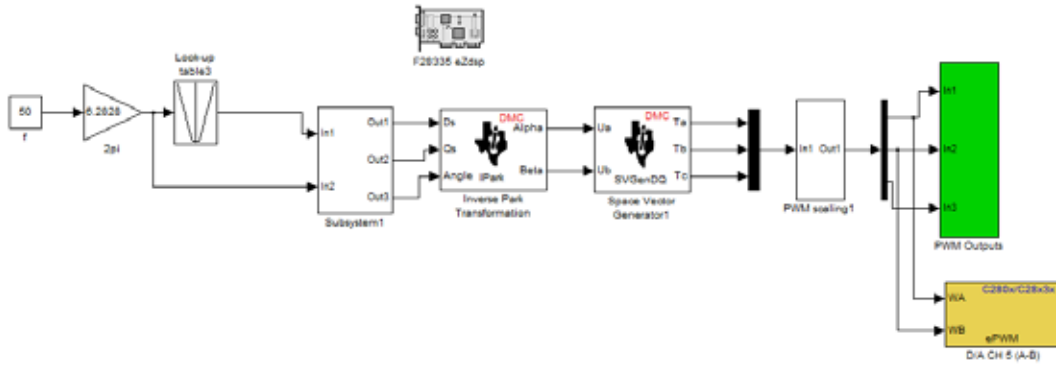 F28335 eZdsp
Look-up
table3
50
f
6.2828
2pi
In1
In2
Out1
Out2
Out3
Subsystem1
Ds
Qs
Angle
DMC
Alpha
Beta
IPark
Inverse Park
Transformation
Ua
Ub
DMC
Ta
Tb
Tc
SVGenDQ
Space Vector
Generator1
In1 Out1
PWM scalling1
In1
In2
In3
PWM Outputs
C280x/C28x3x
WA
WB
ePWM
D/A CH 5 (A-B)